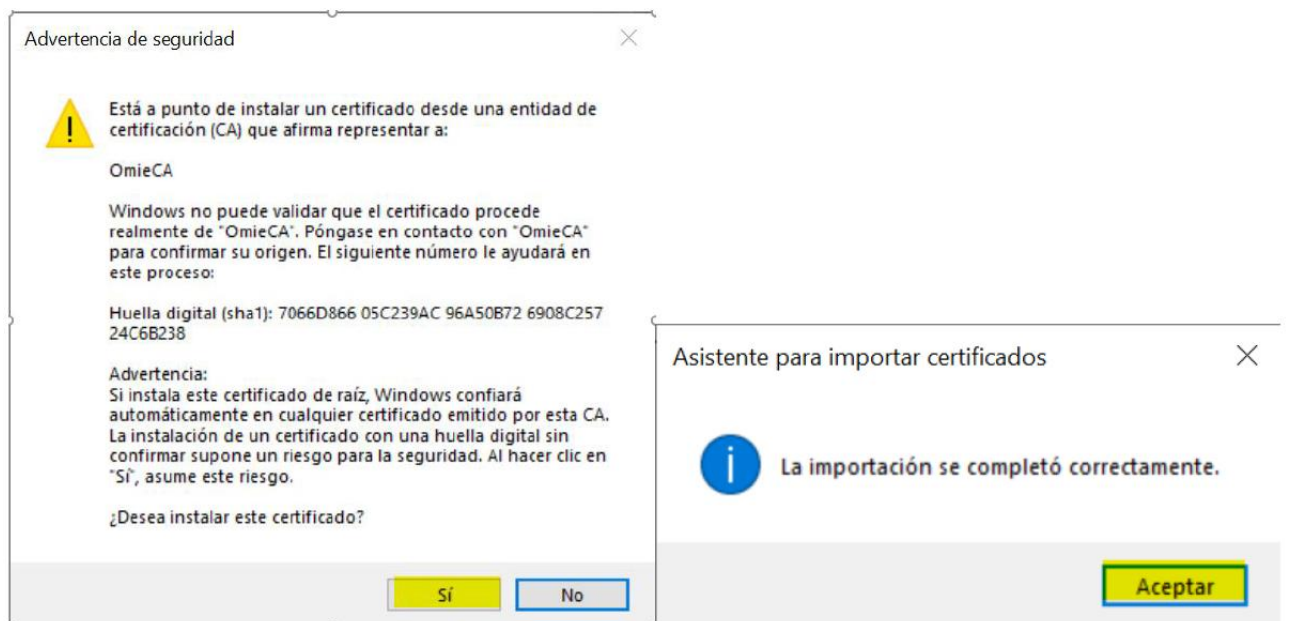 Advertencia de seguridad
Está a punto de instalar un certificado desde una entidad de
certificación (CA) que afirma representar a:
OmieCA
Windows no puede validar que el certificado procede
realmente de "OmieCA". Póngase en contacto con "OmieCA"
para confirmar su origen. El siguiente número le ayudará en
este proceso:
Huella digital (sha1): 7066D866 05C239AC 96A50B72 6908C257
24C6B238
Advertencia:
Si instala este certificado de raíz, Windows confiará
automáticamente en cualquier certificado emitido por esta CA.
La instalación de un certificado con una huella digital sin
confirmar supone un riesgo para la seguridad. Al hacer clic en
"Sí", asume este riesgo.
¿Desea instalar este certificado?
Sí
No
Asistente para importar certificados
La importación se completó correctamente.
Aceptar